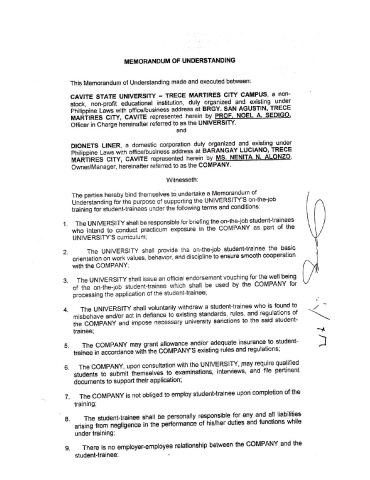 MEMORANDUM OF UNDERSTANDING
This Memorandum of Understanding made and executed between:
CAVITE STATE UNIVERSITY – TRECE MARTIRES CITY CAMPUS, a non-
stock, non-profit educational institution, duly organized and existing under
Philippine Laws with office/business address at BRGY. SAN AGUSTIN, TRECE
MARTIRES CITY, CAVITE represented herein by PROF. NOEL A. SEDIGO,
Officer in Charge hereinafter referred to as the UNIVERSITY.
and
DIONETS LINER, a domestic corporation duly organized and existing under
Philippine Laws with office/business address at BARANGAY LUCIANO, TRECE
MARTIRES CITY, CAVITE represented herein by MS. NENITA N. ALONZO,
Owner/Manager, hereinafter referred to as the COMPANY.
Witnesseth:
The parties hereby bind themselves to undertake a Memorandum of
Understanding for the purpose of supporting the UNIVERSITY'S on-the-job
training for student-trainees under the following terms and conditions:
1. The UNIVERSITY shall be responsible for briefing the on-the-job student-trainees
who intend to conduct practicum exposure in the COMPANY as part of the
UNIVERSITY'S curriculum;
2. The UNIVERSITY shall provide the on-the-job student-trainee the basic
orientation on work values, behavior, and discipline to ensure smooth cooperation
with the COMPANY;
3. The UNIVERSITY shall issue an official endorsement vouching for the well being
of the on-the-job student-trainee which shall be used by the COMPANY for
processing the application of the student-trainee;
4. The UNIVERSITY shall voluntarily withdraw a student-trainee who is found to
misbehave and/or act in defiance to existing standards, rules, and regulations of
the COMPANY and impose necessary university sanctions to the said student-
trainee;
5. The COMPANY may grant allowance and/or adequate insurance to student-
trainee in accordance with the COMPANY'S existing rules and regulations;
6. The COMPANY, upon consultation with the UNIVERSITY, may require qualified
students to submit themselves to examinations, interviews, and file pertinent
documents to support their application;
7. The COMPANY is not obliged to employ student-trainee upon completion of the
training;
8. The student-trainee shall be personally responsible for any and all liabilities
arising from negligence in the performance of his/her duties and functions while
under training;
9. There is no employer-employee relationship between the COMPANY and the
student-trainee;